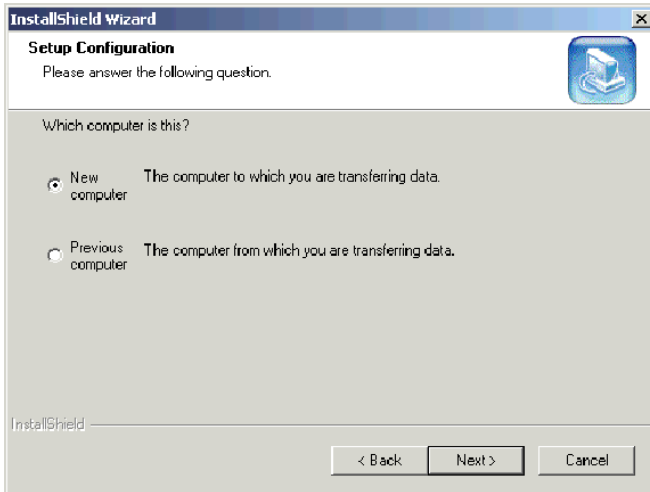 InstallShield Wizard
Setup Configuration
Please answer the following question.
Which computer is this?
New computer
The computer to which you are transferring data.
Previous computer
The computer from which you are transferring data.
InstallShield
< Back
Next >
Cancel